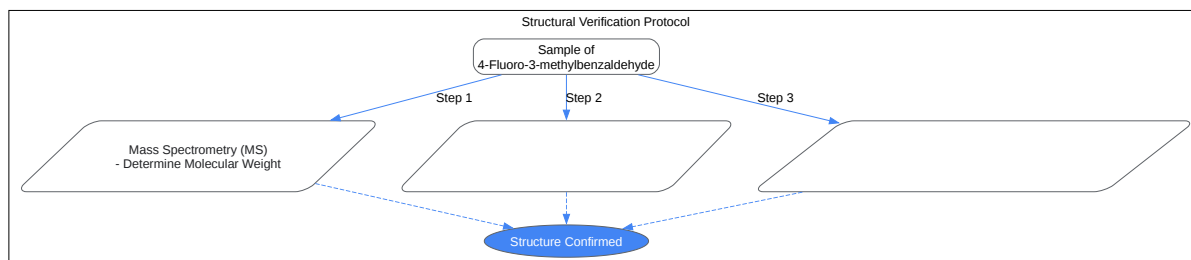 Structural Verification Protocol
Sample of
4-Fluoro-3-methylbenzaldehyde
Step 1
Step 2
Step 3
Mass Spectrometry (MS)
- Determine Molecular Weight
Structure Confirmed